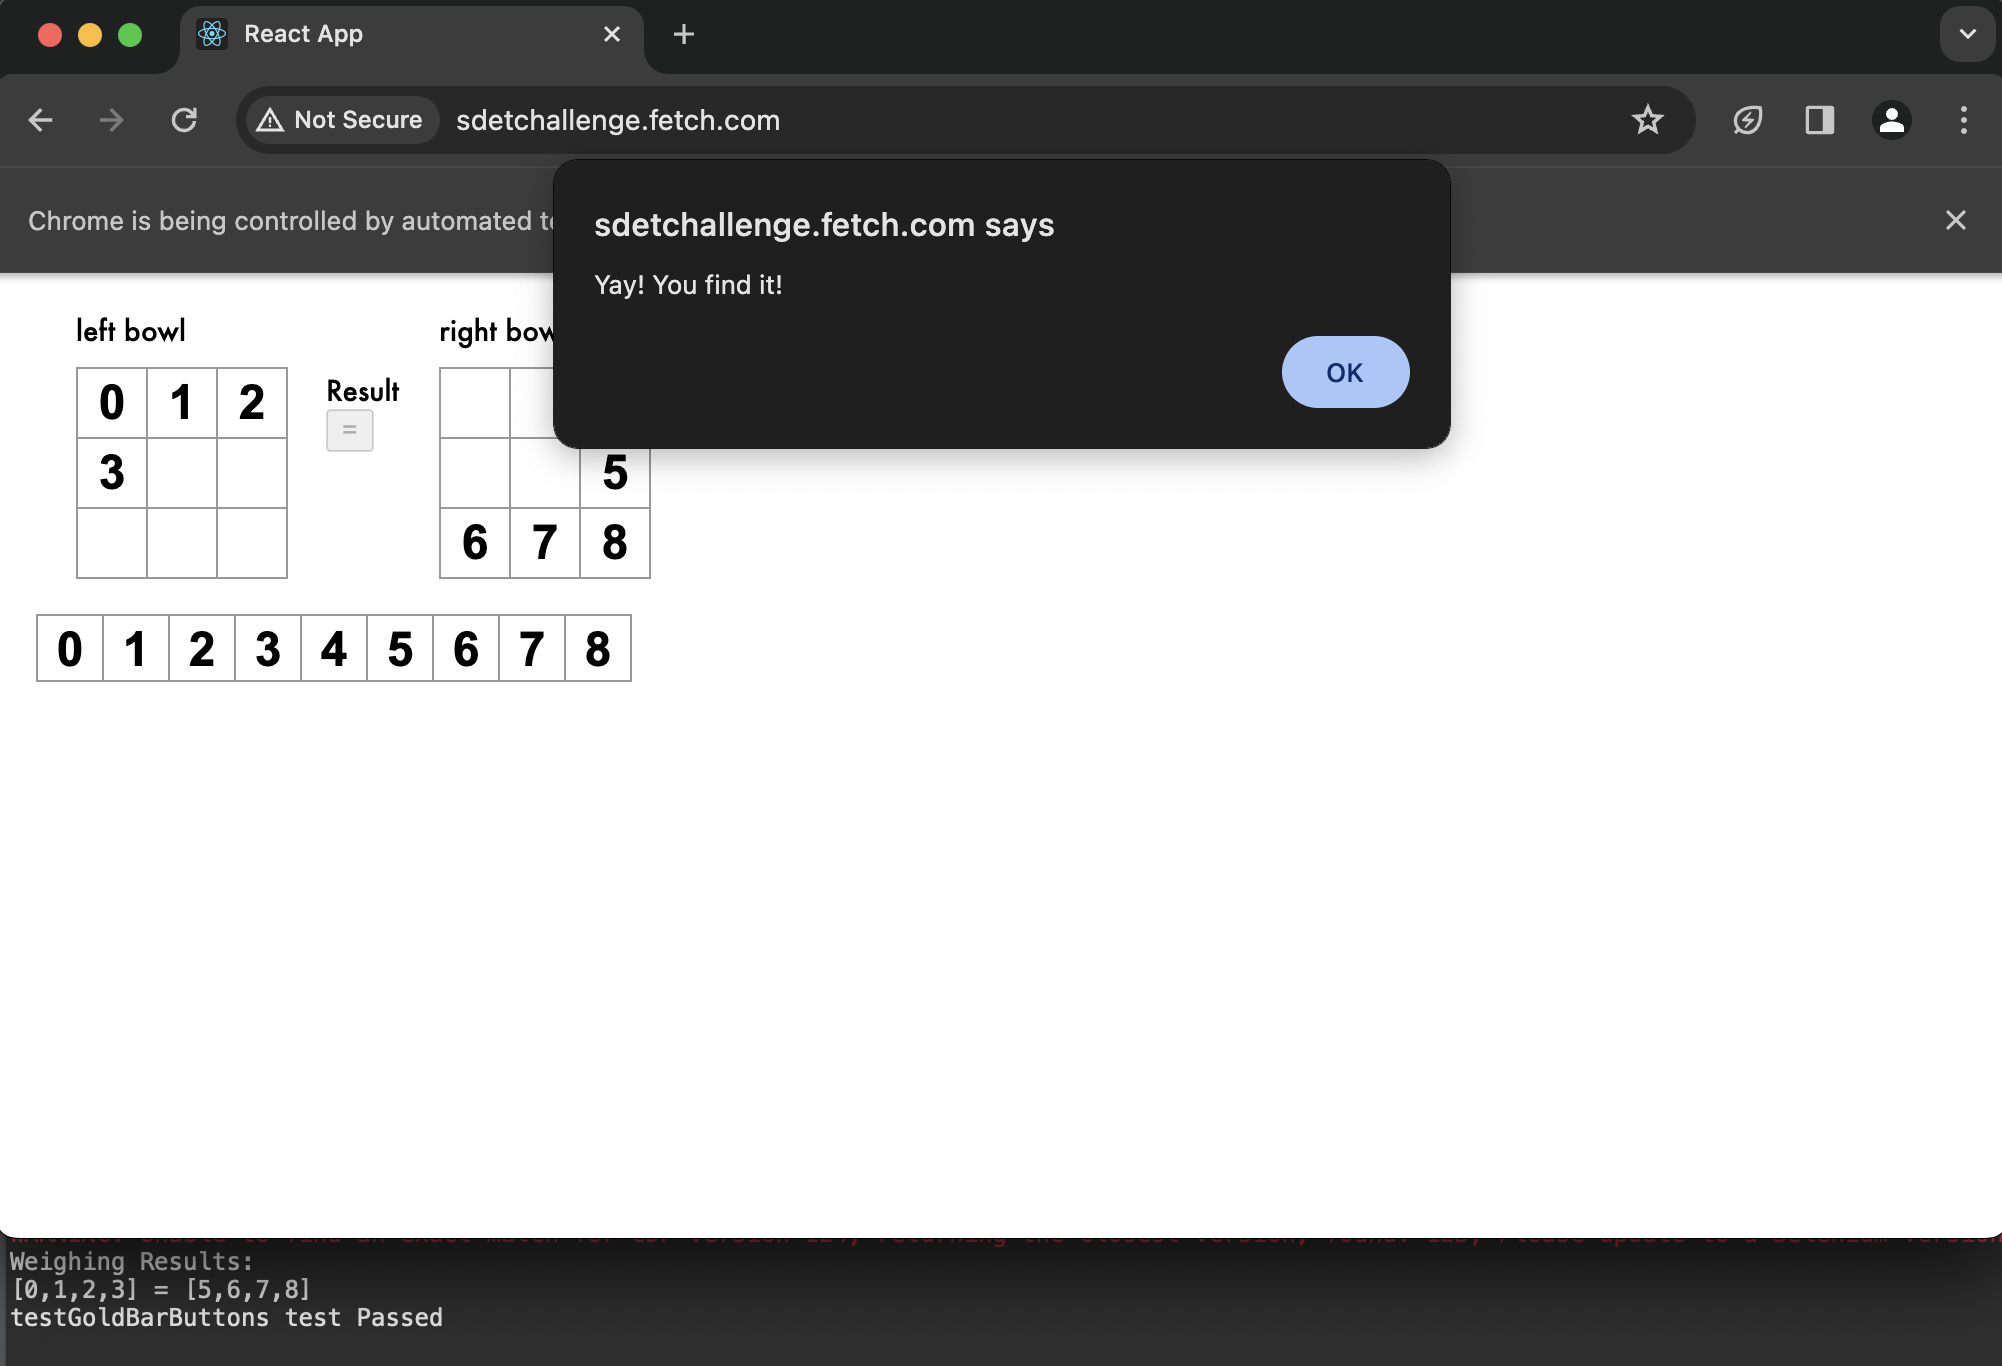 React App
Not Secure
sdetchallenge.fetch.com
Chrome is being controlled by automated
sdetchallenge.fetch.com says
Yay! You find it!
OK
left bowl
right bow
Result
0 1 2
=
3
5
6 7 8
0 1 2 3 4 5 6 7 8
Weighing Results:
[0,1,2,3] = [5,6,7,8]
testGoldBarButtons test Passed